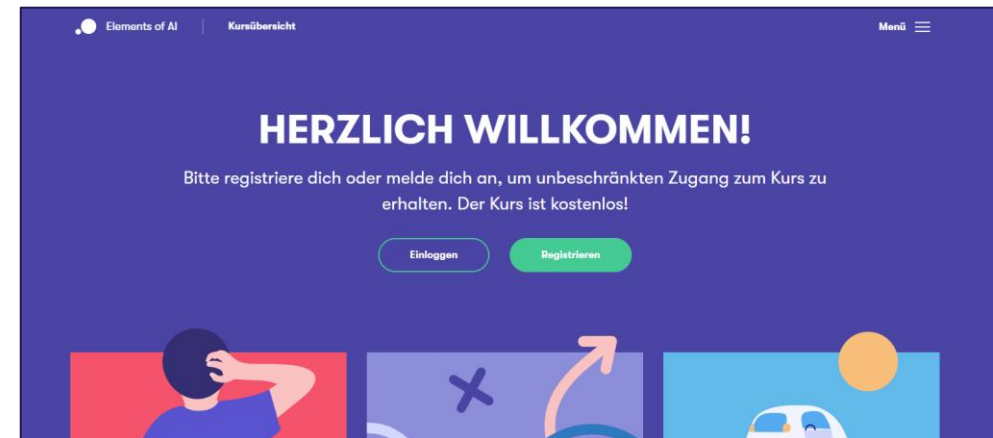 Elements of AI
Kursübersicht
Menü
HERZLICH WILLKOMMEN!
Bitte registriere dich oder melde dich an, um unbeschränkten Zugang zum Kurs zu
erhalten. Der Kurs ist kostenlos!
Einloggen
Registrieren